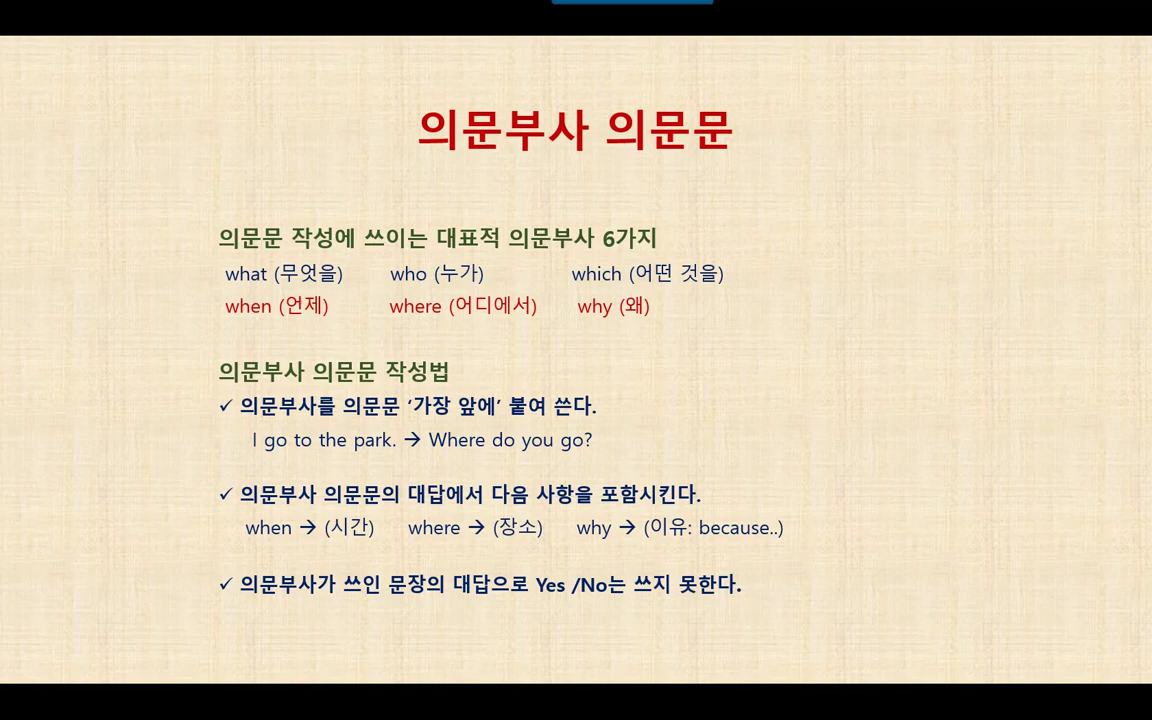 의문부사 의문문
의문문 작성에 쓰이는 대표적 의문부사 6가지
what (무엇을) who (누가) which (어떤 것을)
when (언제) where (어디에서) why (왜)
의문부사 의문문 작성법
✓ 의문부사를 의문문 ‘가장 앞에’ 붙여 쓴다.
I go to the park. → Where do you go?
✓ 의문부사 의문문의 대답에서 다음 사항을 포함시킨다.
when → (시간) where → (장소) why → (이유: because..)
✓ 의문부사가 쓰인 문장의 대답으로 Yes /No는 쓰지 못한다.